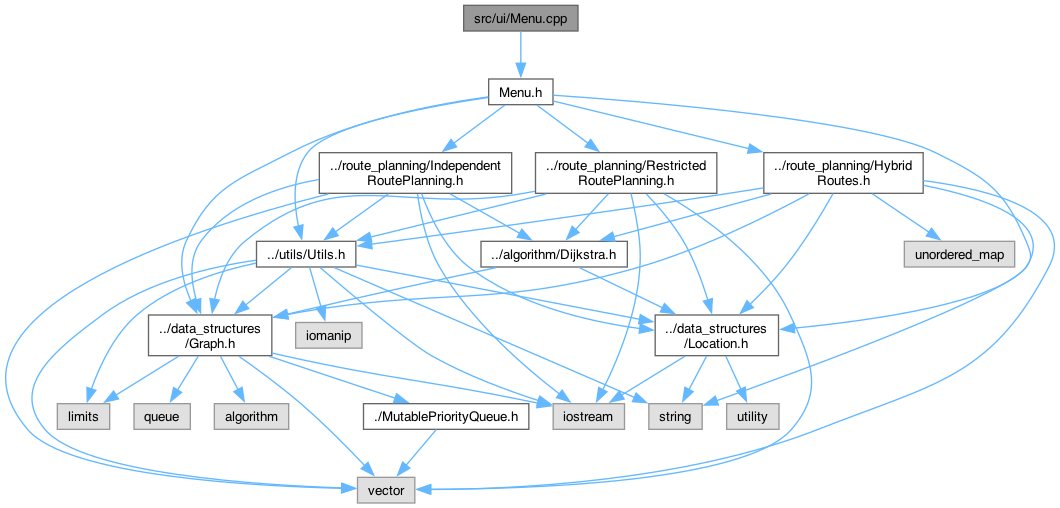 src/ui/Menu.cpp
Menu.h
../route_planning/Independent
RoutePlanning.h
../route_planning/Restricted
RoutePlanning.h
../route_planning/Hybrid
Routes.h
../utils/Utils.h
../algorithm/Dijkstra.h
unordered_map
../data_structures
/Graph.h
iomanip
../data_structures
/Location.h
limits
queue
algorithm
../MutablePriorityQueue.h
iostream
string
utility
vector